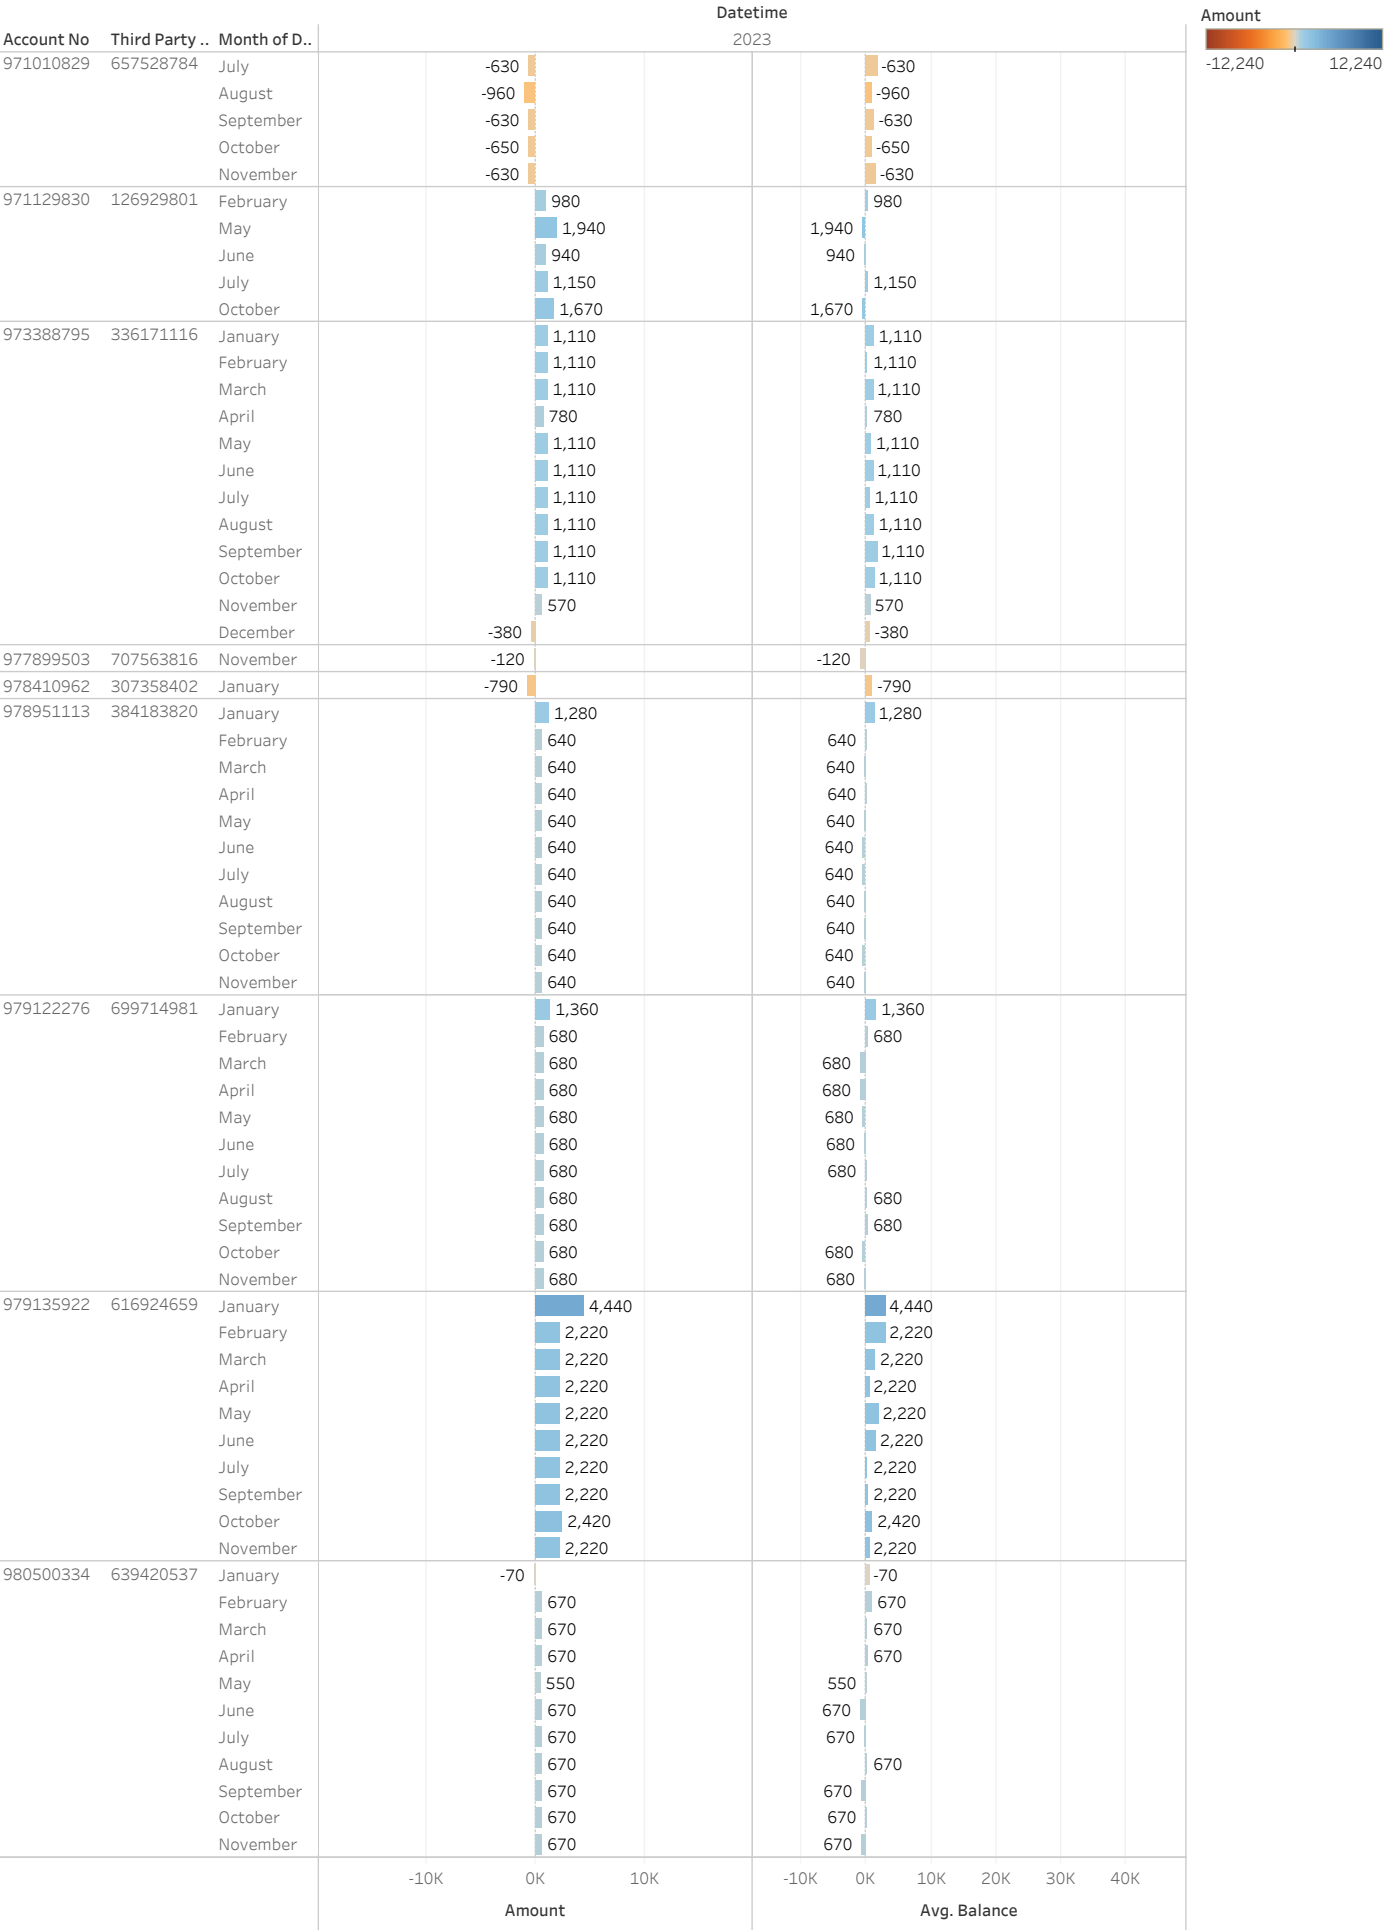 Datetime
Amount
Account No Third Party .. Month of D.. 2023
-12,240 12,240
971010829 657528784 July -630 -630
August -960 -960
September -630 -630
October -650 -650
November -630 -630
971129830 126929801 February 980 980
May 1,940 1,940
June 940 940
July 1,150 1,150
October 1,670 1,670
973388795 336171116 January 1,110 1,110
February 1,110 1,110
March 1,110 1,110
April 780 780
May 1,110 1,110
June 1,110 1,110
July 1,110 1,110
August 1,110 1,110
September 1,110 1,110
October 1,110 1,110
November 570 570
December -380 -380
977899503 707563816 November -120 -120
978410962 307358402 January -790 -790
978951113 384183820 January 1,280 1,280
February 640 640
March 640 640
April 640 640
May 640 640
June 640 640
July 640 640
August 640 640
September 640 640
October 640 640
November 640 640
979122276 699714981 January 1,360 1,360
February 680 680
March 680 680
April 680 680
May 680 680
June 680 680
July 680 680
August 680 680
September 680 680
October 680 680
November 680 680
979135922 616924659 January 4,440 4,440
February 2,220 2,220
March 2,220 2,220
April 2,220 2,220
May 2,220 2,220
June 2,220 2,220
July 2,220 2,220
September 2,220 2,220
October 2,420 2,420
November 2,220 2,220
980500334 639420537 January -70 -70
February 670 670
March 670 670
April 670 670
May 550 550
June 670 670
July 670 670
August 670 670
September 670 670
October 670 670
November 670 670
-10K 0K 10K -10K 0K 10K 20K 30K 40K
Amount Avg. Balance